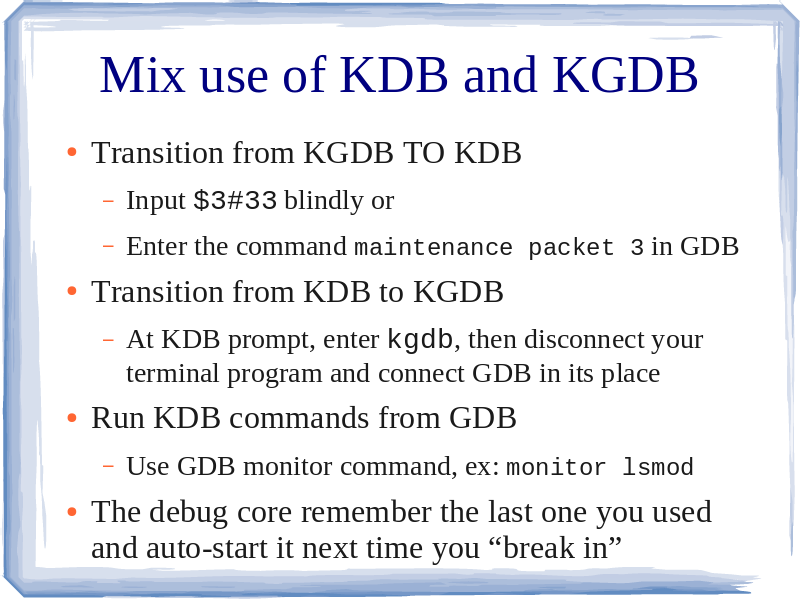 Mix use of KDB and KGDB
● Transition from KGDB TO KDB
– Input $3#33 blindly or
– Enter the command maintenance packet 3 in GDB
● Transition from KDB to KGDB
– At KDB prompt, enter kgdb, then disconnect your
terminal program and connect GDB in its place
● Run KDB commands from GDB
– Use GDB monitor command, ex: monitor lsmod
● The debug core remember the last one you used
and auto-start it next time you “break in”